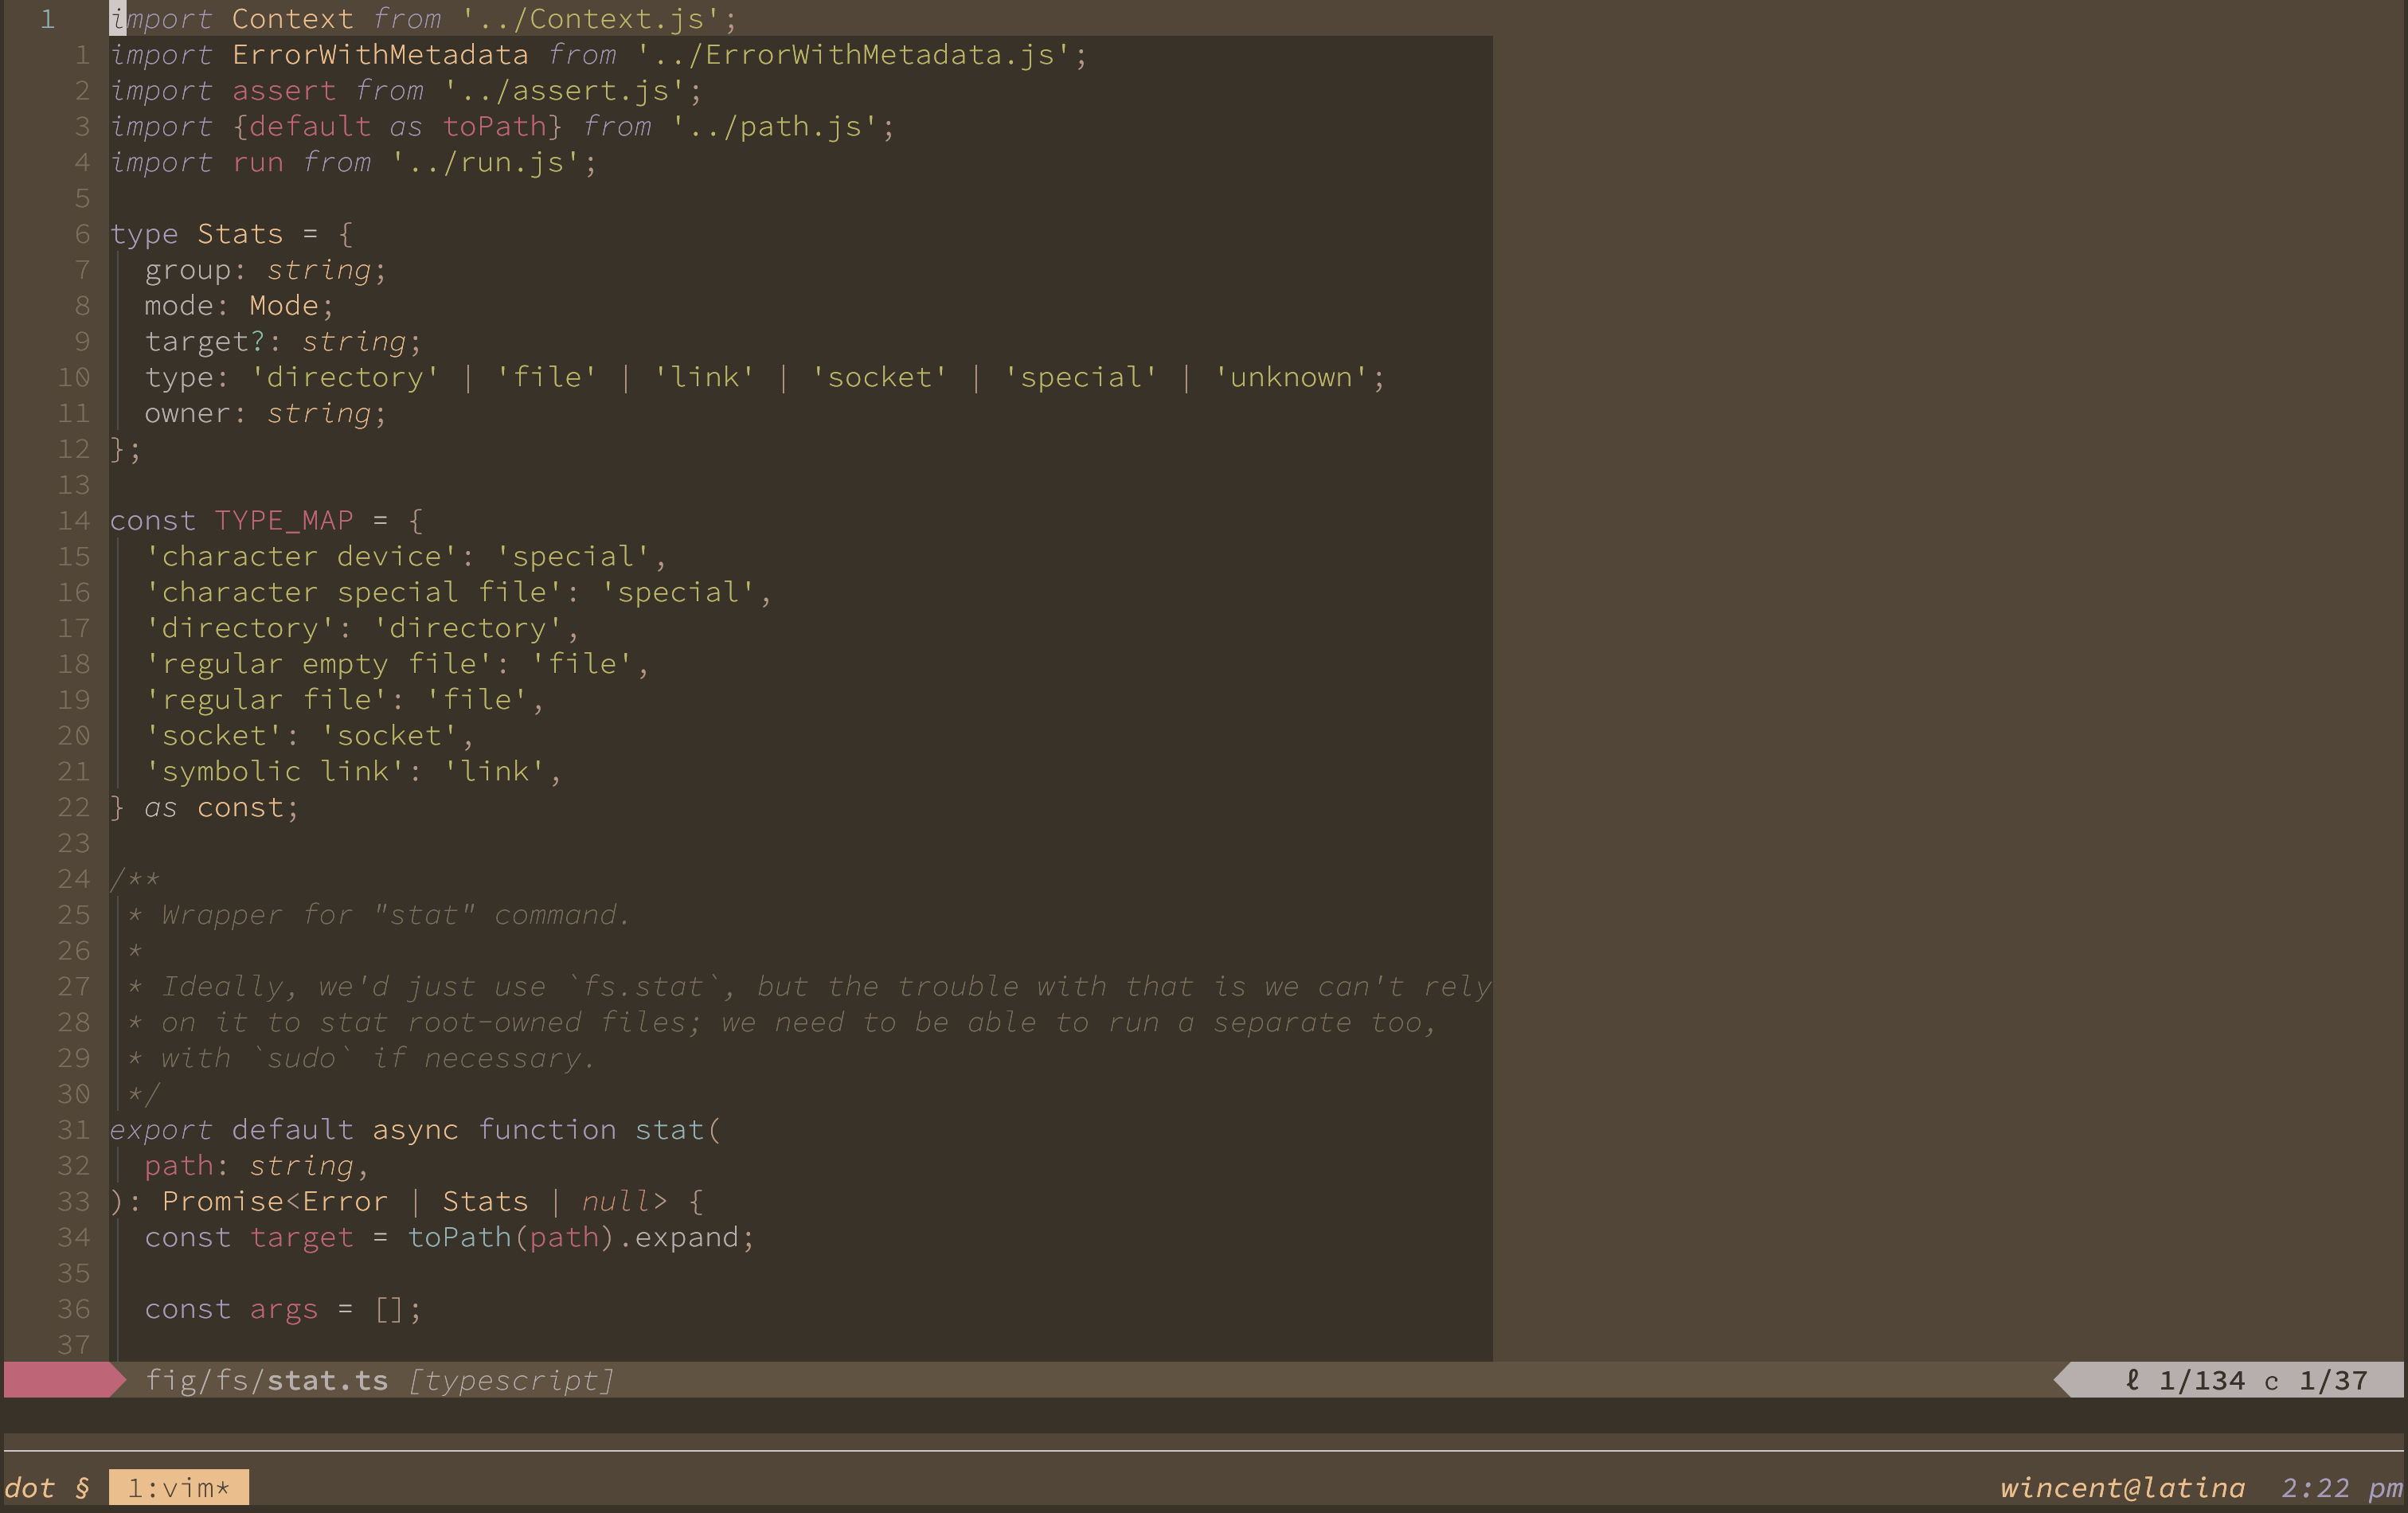 1 import Context from '../Context.js';
1 import ErrorWithMetadata from '../ErrorWithMetadata.js';
2 import assert from '../assert.js';
3 import {default as toPath} from '../path.js';
4 import run from '../run.js';
5
6 type Stats = {
7   group: string;
8   mode: Mode;
9   target?: string;
10   type: 'directory' | 'file' | 'link' | 'socket' | 'special' | 'unknown';
11   owner: string;
12 };
13
14 const TYPE_MAP = {
15   'character device': 'special',
16   'character special file': 'special',
17   'directory': 'directory',
18   'regular empty file': 'file',
19   'regular file': 'file',
20   'socket': 'socket',
21   'symbolic link': 'link',
22 } as const;
23
24 /**
25  * Wrapper for "stat" command.
26  *
27  * Ideally, we'd just use `fs.stat`, but the trouble with that is we can't rely
28  * on it to stat root-owned files; we need to be able to run a separate too,
29  * with `sudo` if necessary.
30  */
31 export default async function stat(
32   path: string,
33 ): Promise<Error | Stats | null> {
34   const target = toPath(path).expand;
35
36   const args = [];
37
fig/fs/stat.ts [typescript] ℓ 1/134 c 1/37
dot § 1:vim* wincent@latina 2:22 pm